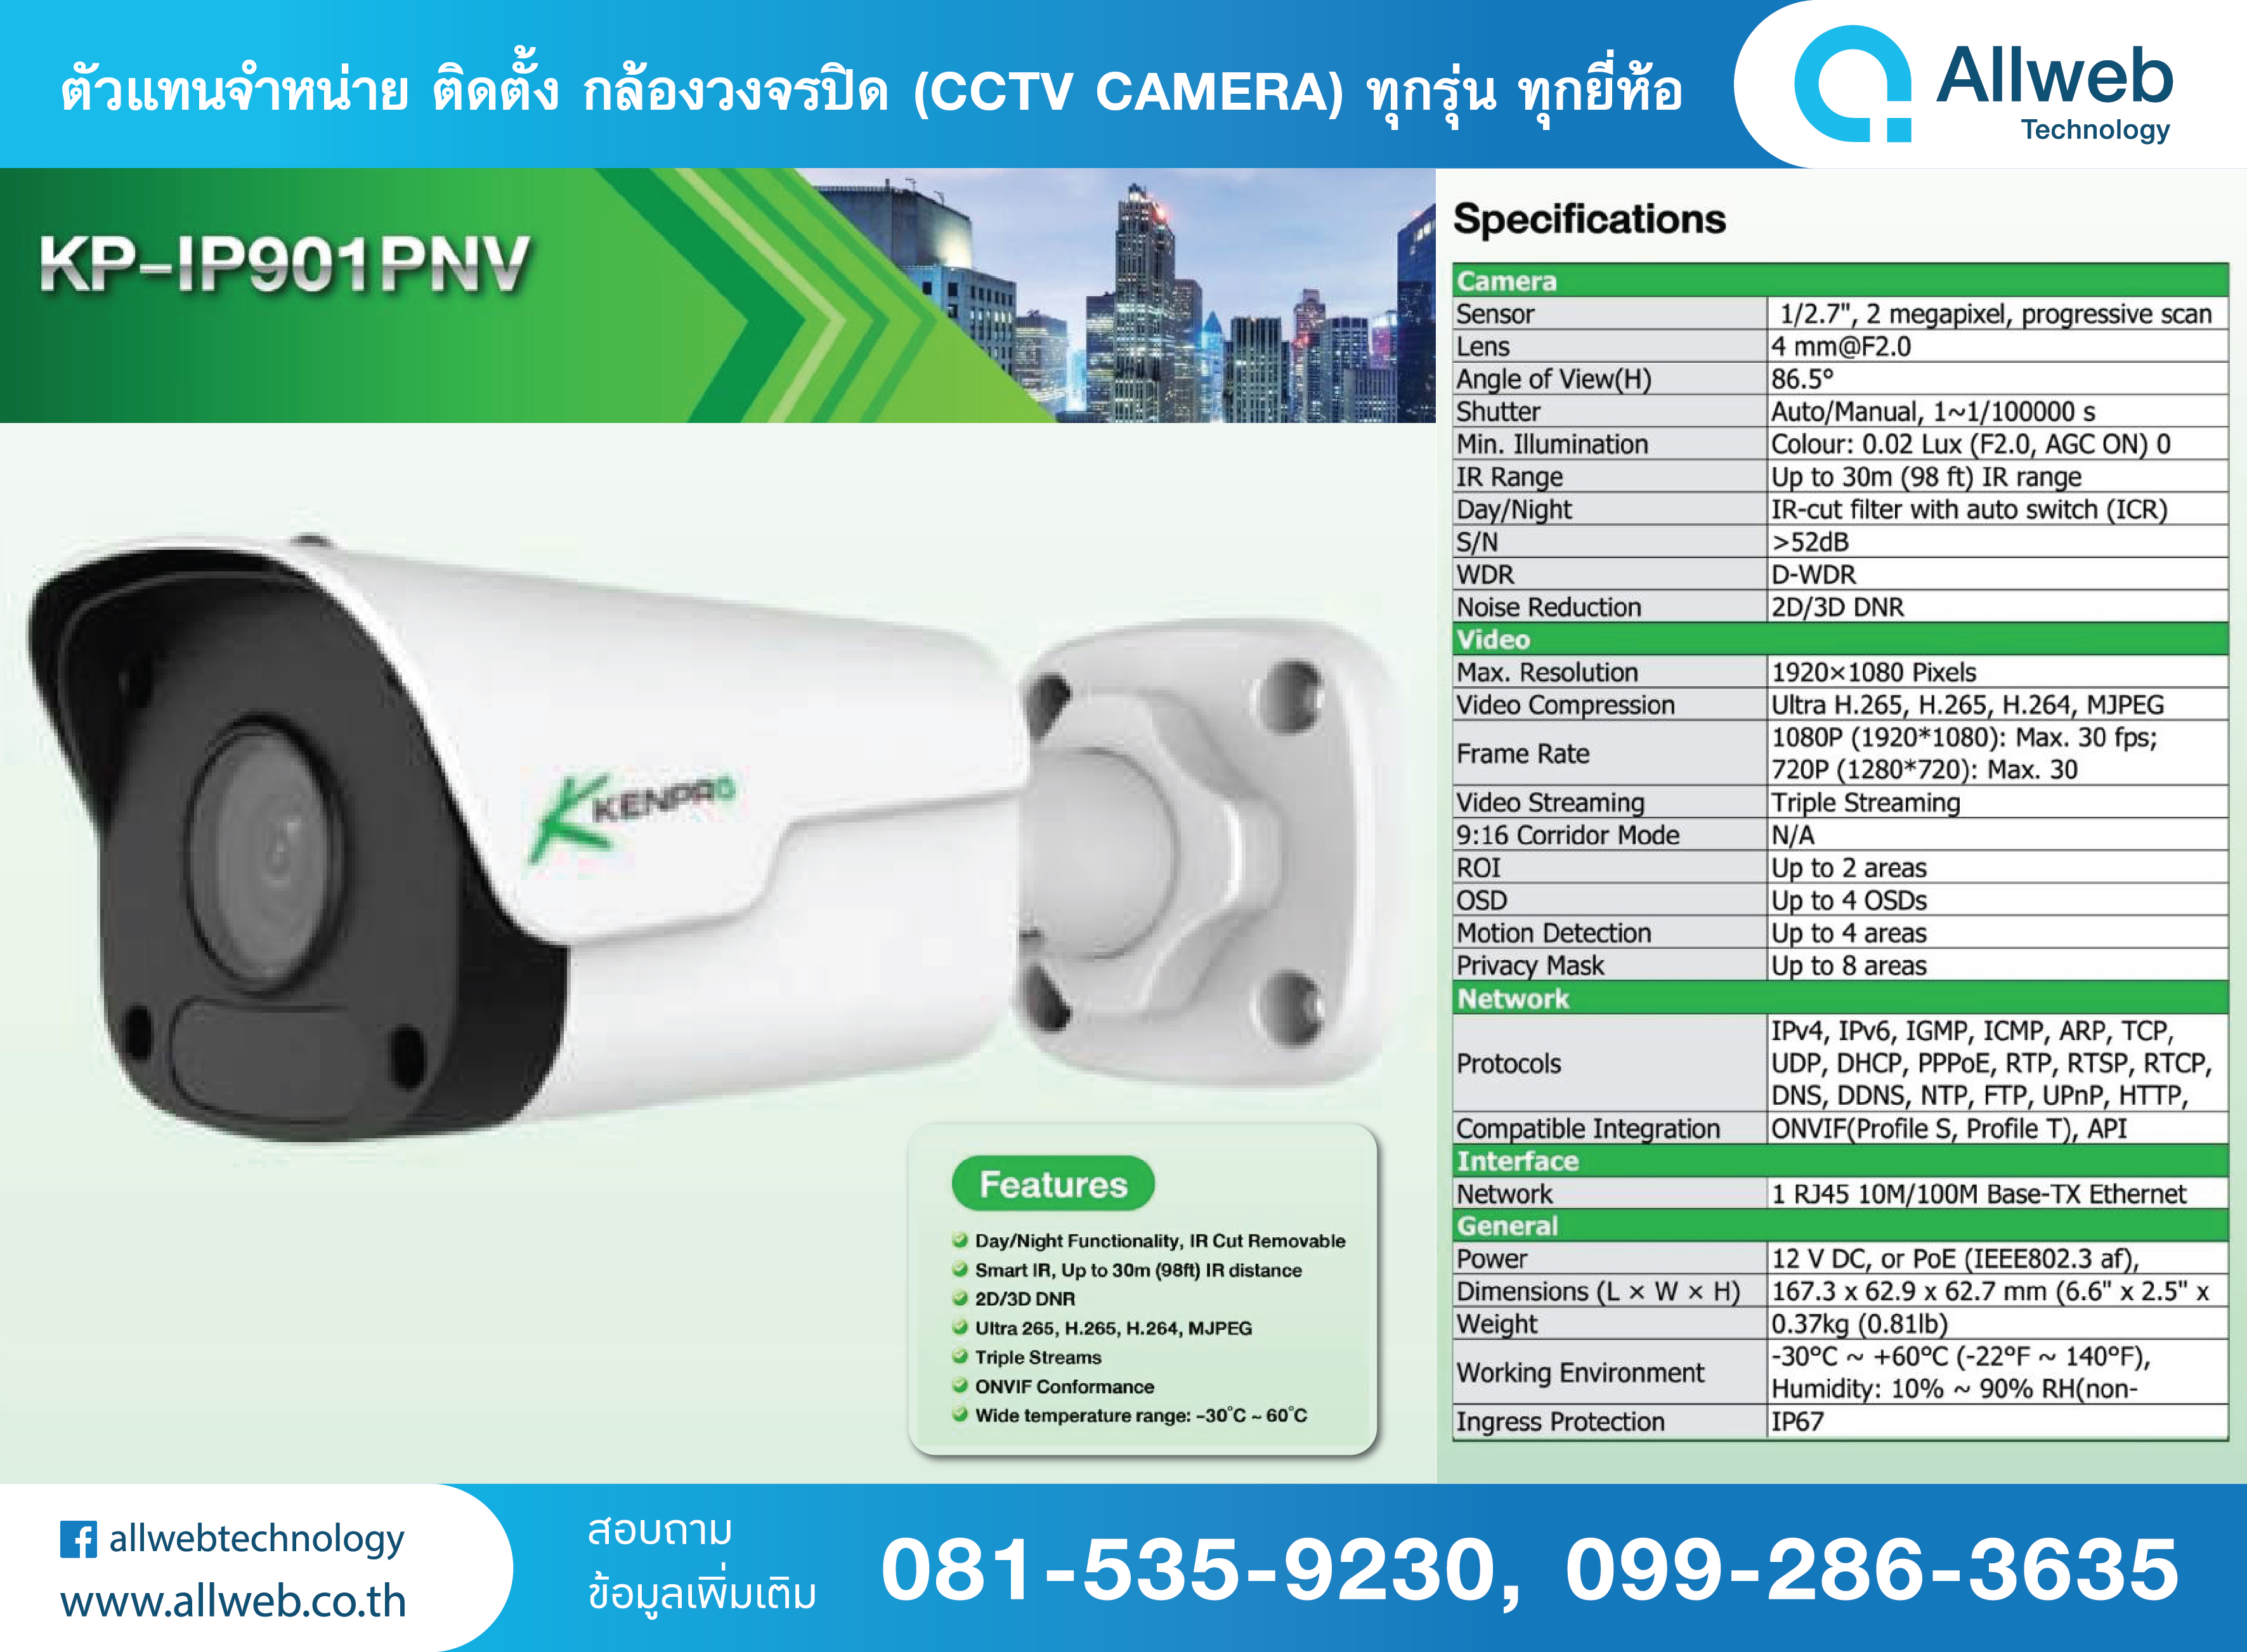 ตัวแทนจำหน่าย ติดตั้ง กล้องวงจรปิด (CCTV CAMERA) ทุกรุ่น ทุกยี่ห้อ
Allweb
Technology
KP-IP901PNV
KENPRO
Features
Day/Night Functionality, IR Cut Removable
Smart IR, Up to 30m (98ft) IR distance
2D/3D DNR
Ultra 265, H.265, H.264, MJPEG
Triple Streams
ONVIF Conformance
Wide temperature range: -30°C ~ 60°C
Specifications
Camera
Sensor 1/2.7", 2 megapixel, progressive scan
Lens 4 mm@F2.0
Angle of View(H) 86.5°
Shutter Auto/Manual, 1~1/100000 s
Min. Illumination Colour: 0.02 Lux (F2.0, AGC ON) 0
IR Range Up to 30m (98 ft) IR range
Day/Night IR-cut filter with auto switch (ICR)
S/N >52dB
WDR D-WDR
Noise Reduction 2D/3D DNR
Video
Max. Resolution 1920×1080 Pixels
Video Compression Ultra H.265, H.265, H.264, MJPEG
Frame Rate 1080P (1920*1080): Max. 30 fps;
720P (1280*720): Max. 30
Video Streaming Triple Streaming
9:16 Corridor Mode N/A
ROI Up to 2 areas
OSD Up to 4 OSDs
Motion Detection Up to 4 areas
Privacy Mask Up to 8 areas
Network
Protocols IPv4, IPv6, IGMP, ICMP, ARP, TCP,
UDP, DHCP, PPPoE, RTP, RTSP, RTCP,
DNS, DDNS, NTP, FTP, UPnP, HTTP,
Compatible Integration ONVIF(Profile S, Profile T), API
Interface
Network 1 RJ45 10M/100M Base-TX Ethernet
General
Power 12 V DC, or PoE (IEEE802.3 af),
Dimensions (L × W × H) 167.3 x 62.9 x 62.7 mm (6.6" x 2.5" x
Weight 0.37kg (0.81lb)
Working Environment -30°C ~ +60°C (-22°F ~ 140°F),
Humidity: 10% ~ 90% RH(non-
Ingress Protection IP67
allwebtechnology
www.allweb.co.th
สอบถาม
ข้อมูลเพิ่มเติม
081-535-9230, 099-286-3635